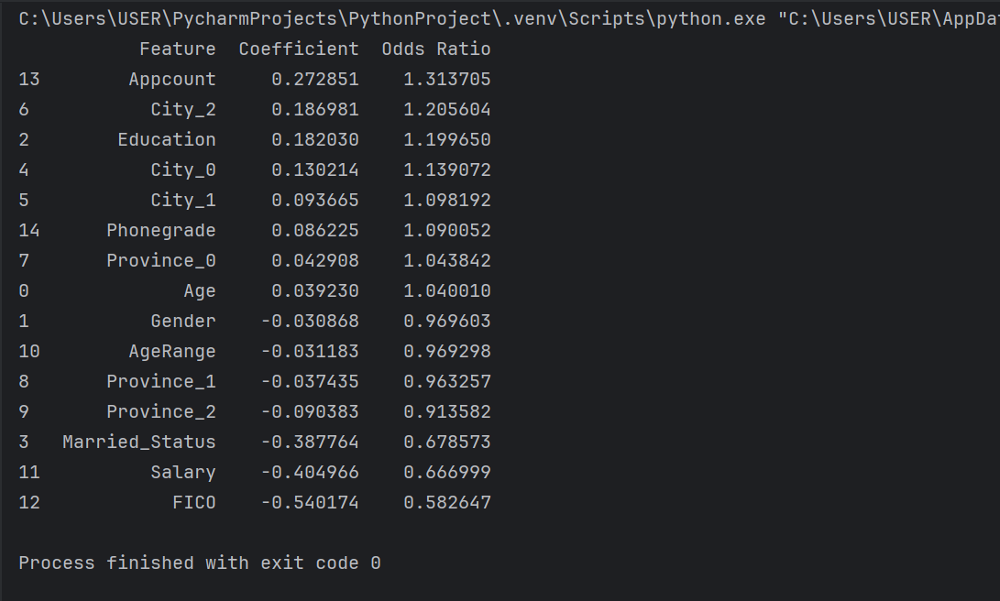 C:\Users\USER\PycharmProjects\PythonProject\.venv\Scripts\python.exe "C:\Users\USER\AppDa
Feature Coefficient Odds Ratio
13 Appcount 0.272851 1.313705
6 City_2 0.186981 1.205604
2 Education 0.182030 1.199650
4 City_0 0.130214 1.139072
5 City_1 0.093665 1.098192
14 Phonegrade 0.086225 1.090052
7 Province_0 0.042908 1.043842
0 Age 0.039230 1.040010
1 Gender -0.030868 0.969603
10 AgeRange -0.031183 0.969298
8 Province_1 -0.037435 0.963257
9 Province_2 -0.090383 0.913582
3 Married_Status -0.387764 0.678573
11 Salary -0.404966 0.666999
12 FICO -0.540174 0.582647
Process finished with exit code 0